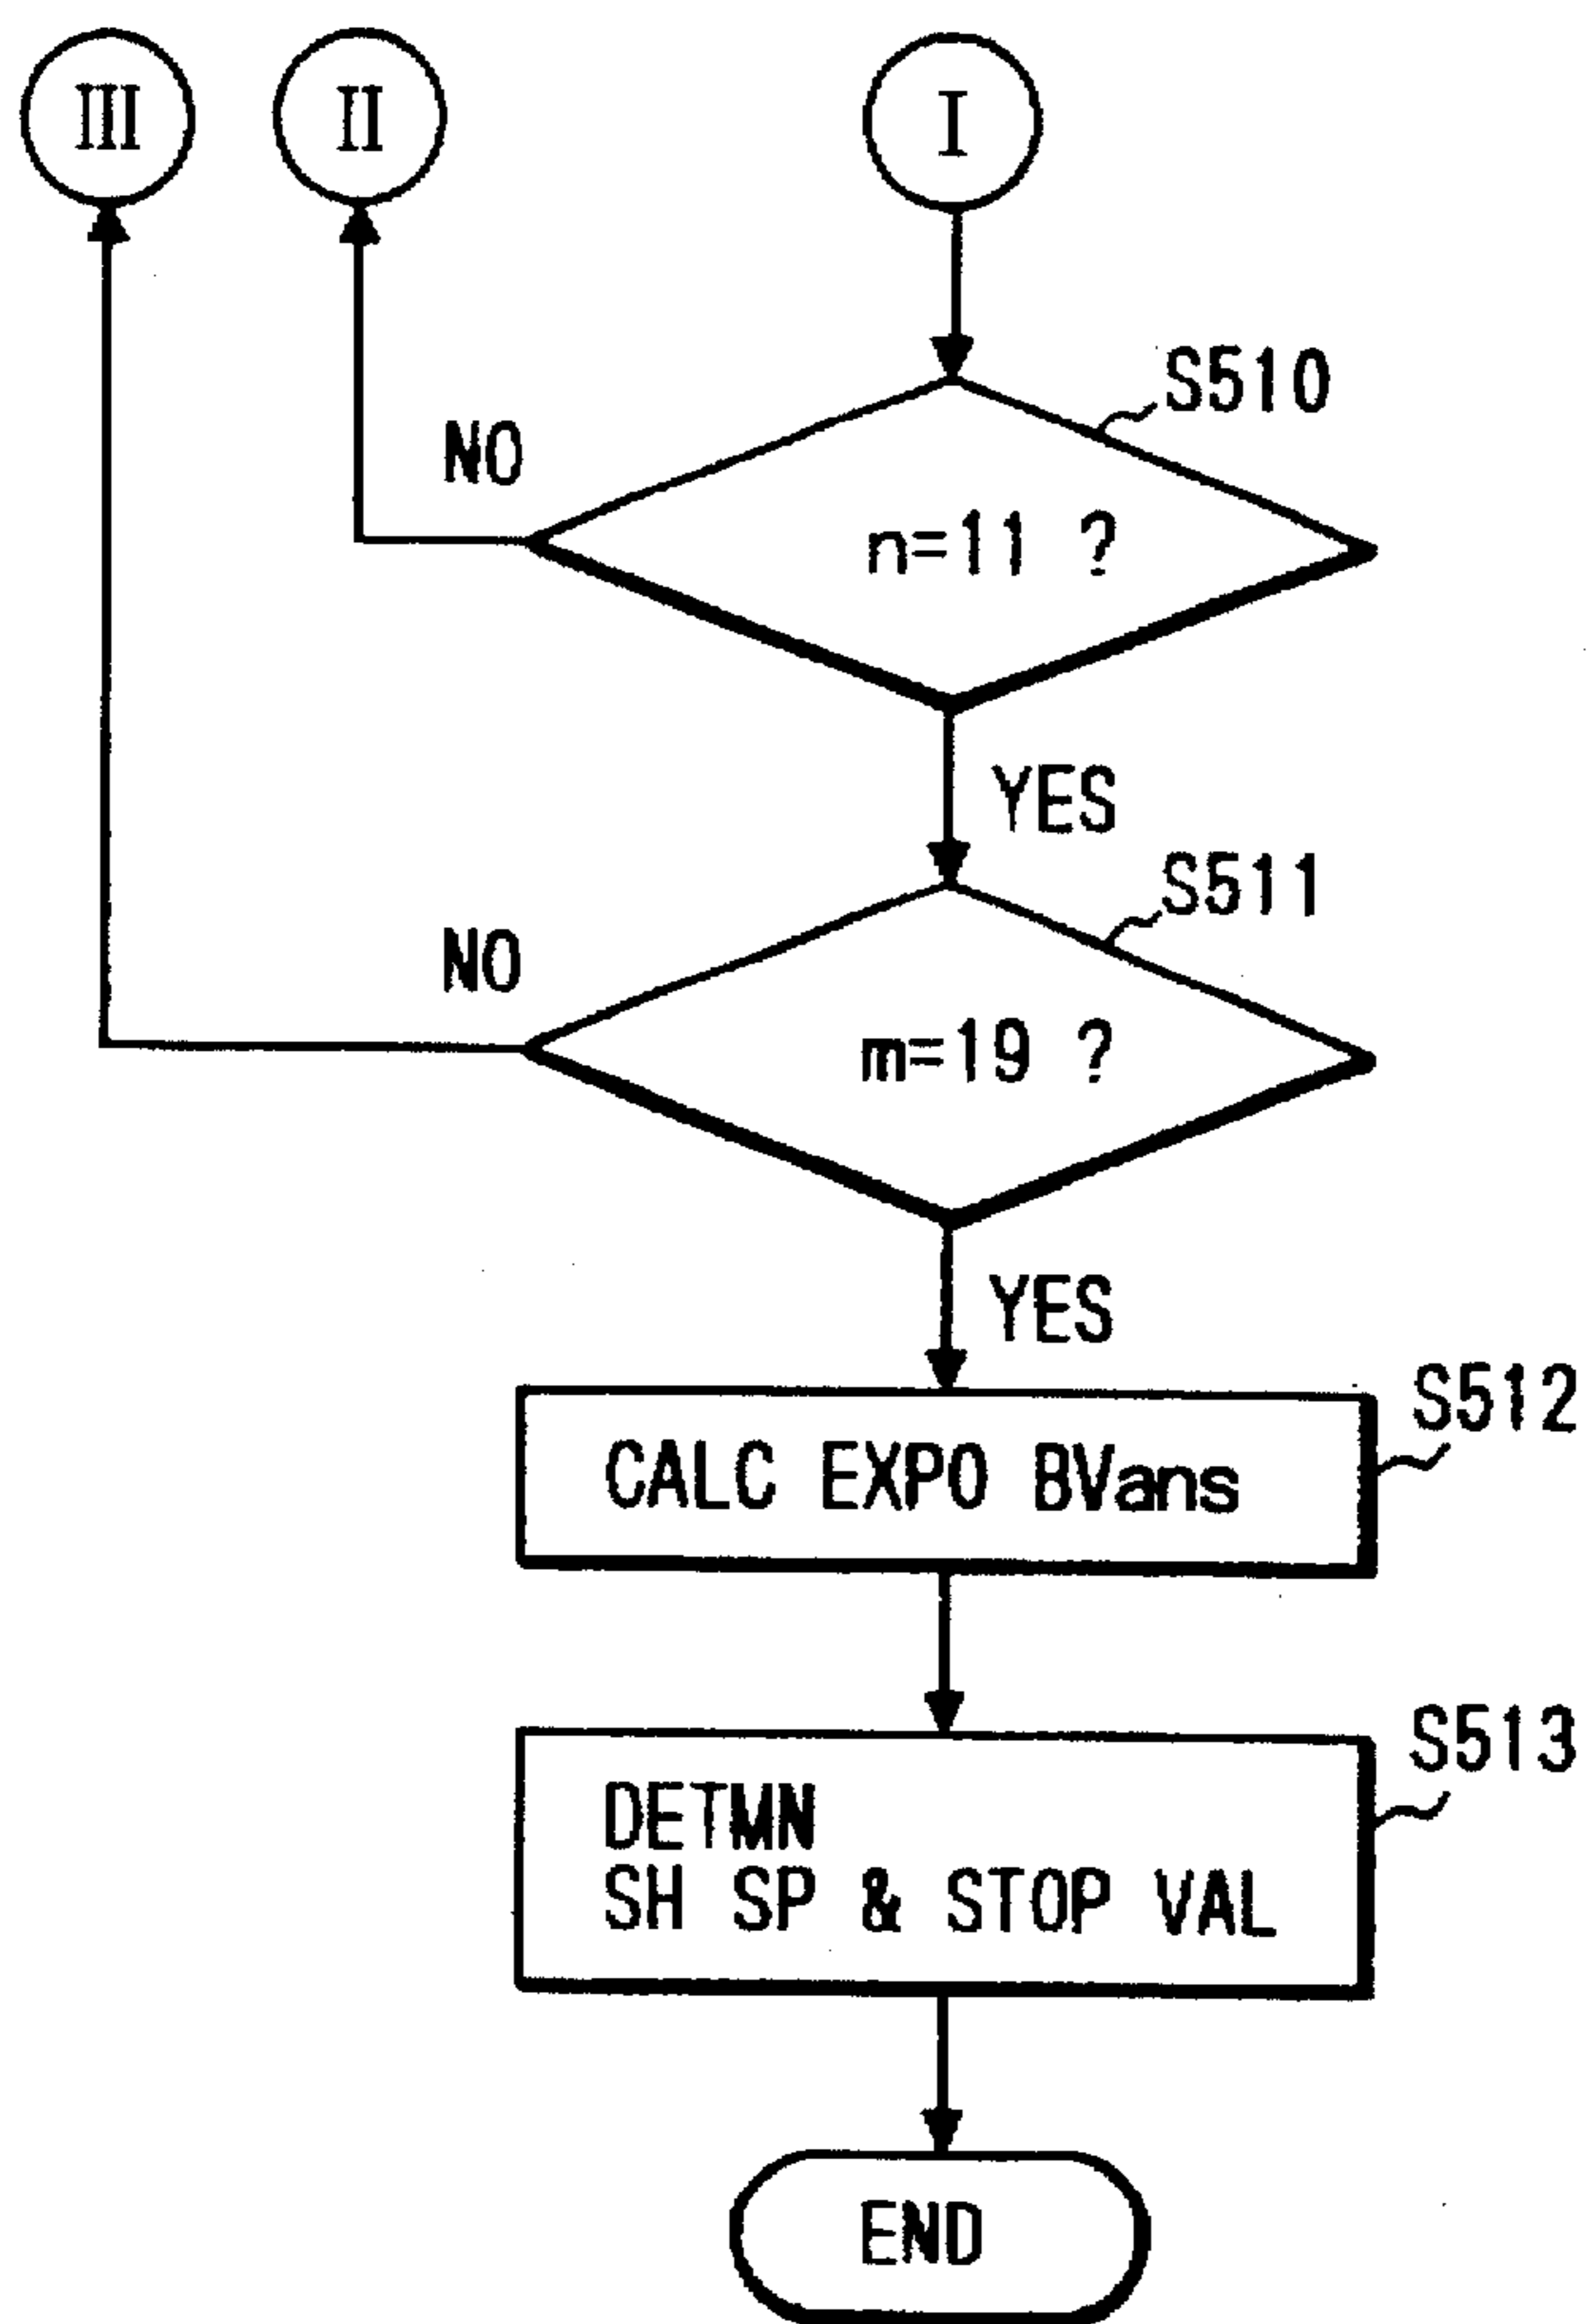 III II I
S510
NO
n=11 ?
YES
S511
NO
m=19 ?
YES
S512
CALC EXPO BVans
S513
DETMN
SH SP & STOP VAL
END